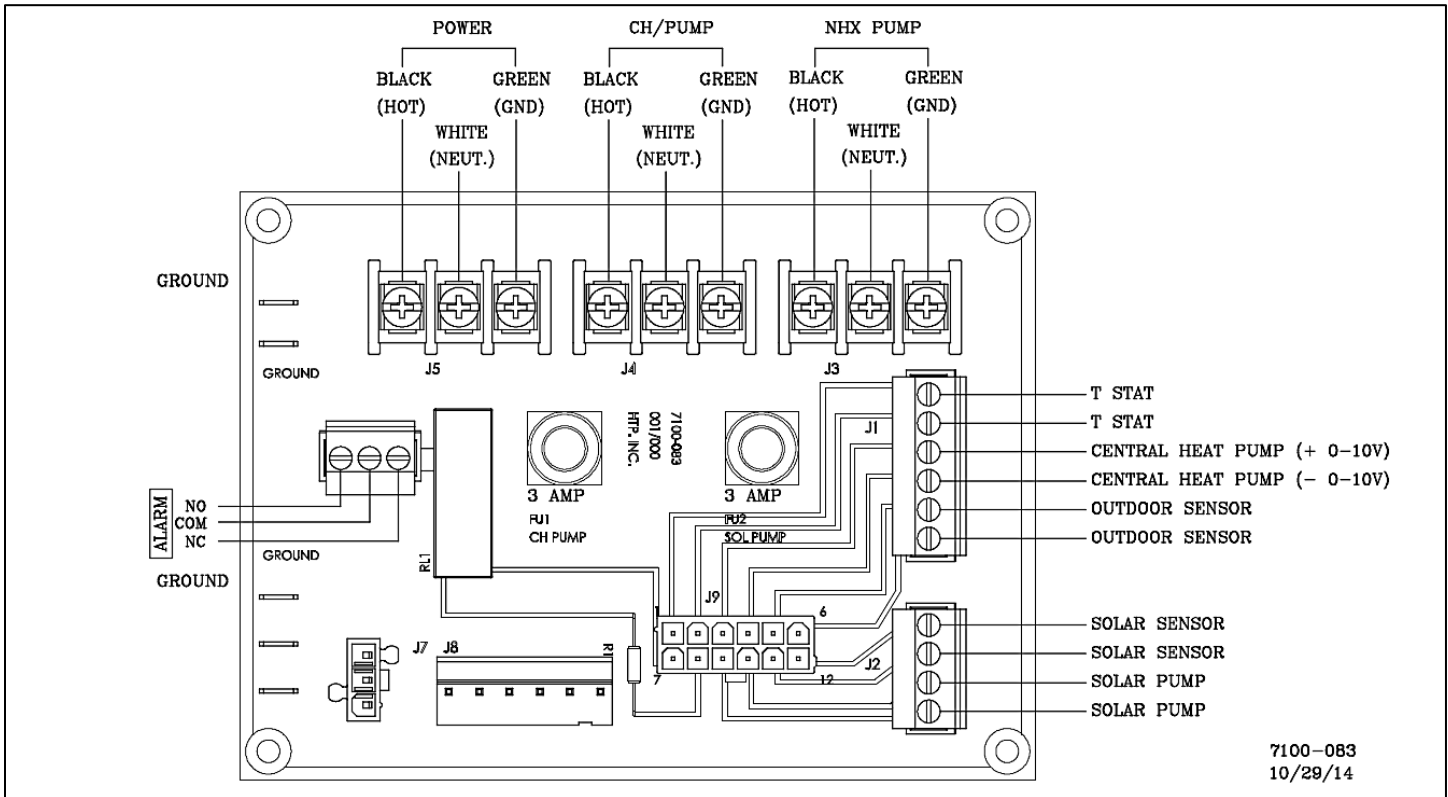 POWER
CH/PUMP
NHX PUMP
BLACK
(HOT)
GREEN
(GND)
BLACK
(HOT)
GREEN
(GND)
BLACK
(HOT)
GREEN
(GND)
WHITE
(NEUT.)
WHITE
(NEUT.)
WHITE
(NEUT.)
GROUND
J5
J4
J3
GROUND
7100-083
001/000
HTP. INC.
J1
T STAT
T STAT
CENTRAL HEAT PUMP (+ 0-10V)
CENTRAL HEAT PUMP (- 0-10V)
OUTDOOR SENSOR
OUTDOOR SENSOR
3 AMP
FU1
CH PUMP
3 AMP
FU2
SOL PUMP
ALARM
NO
COM
NC
GROUND
GROUND
RL1
J9
1
6
7
12
J7
J8
R1
J2
SOLAR SENSOR
SOLAR SENSOR
SOLAR PUMP
SOLAR PUMP
7100-083
10/29/14